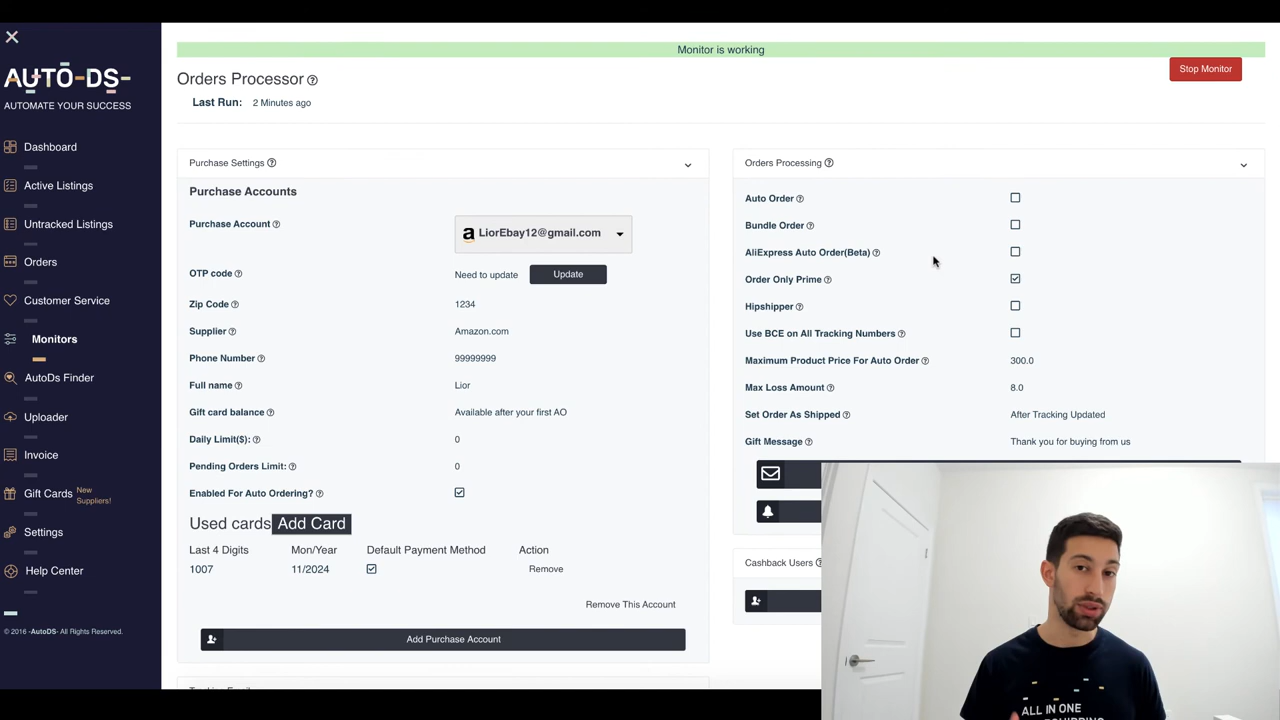 Monitor is working
Stop Monitor
AUTO-DS-
AUTOMATE YOUR SUCCESS
Orders Processor
Last Run: 2 Minutes ago
Dashboard
Active Listings
Untracked Listings
Orders
Customer Service
Monitors
AutoDs Finder
Uploader
Invoice
Gift Cards New Suppliers!
Settings
Help Center
© 2016 -AutoDS- All Rights Reserved.
Purchase Settings
Purchase Accounts
Purchase Account LiorEbay12@gmail.com
OTP code Need to update Update
Zip Code 1234
Supplier Amazon.com
Phone Number 99999999
Full name Lior
Gift card balance Available after your first AO
Daily Limit($): 0
Pending Orders Limit: 0
Enabled For Auto Ordering?
Used cards Add Card
Last 4 Digits Mon/Year Default Payment Method Action
1007 11/2024 Remove
Remove This Account
Add Purchase Account
Orders Processing
Auto Order
Bundle Order
AliExpress Auto Order(Beta)
Order Only Prime
Hipshipper
Use BCE on All Tracking Numbers
Maximum Product Price For Auto Order 300.0
Max Loss Amount 8.0
Set Order As Shipped After Tracking Updated
Gift Message Thank you for buying from us
Cashback Users
ALL IN ONE